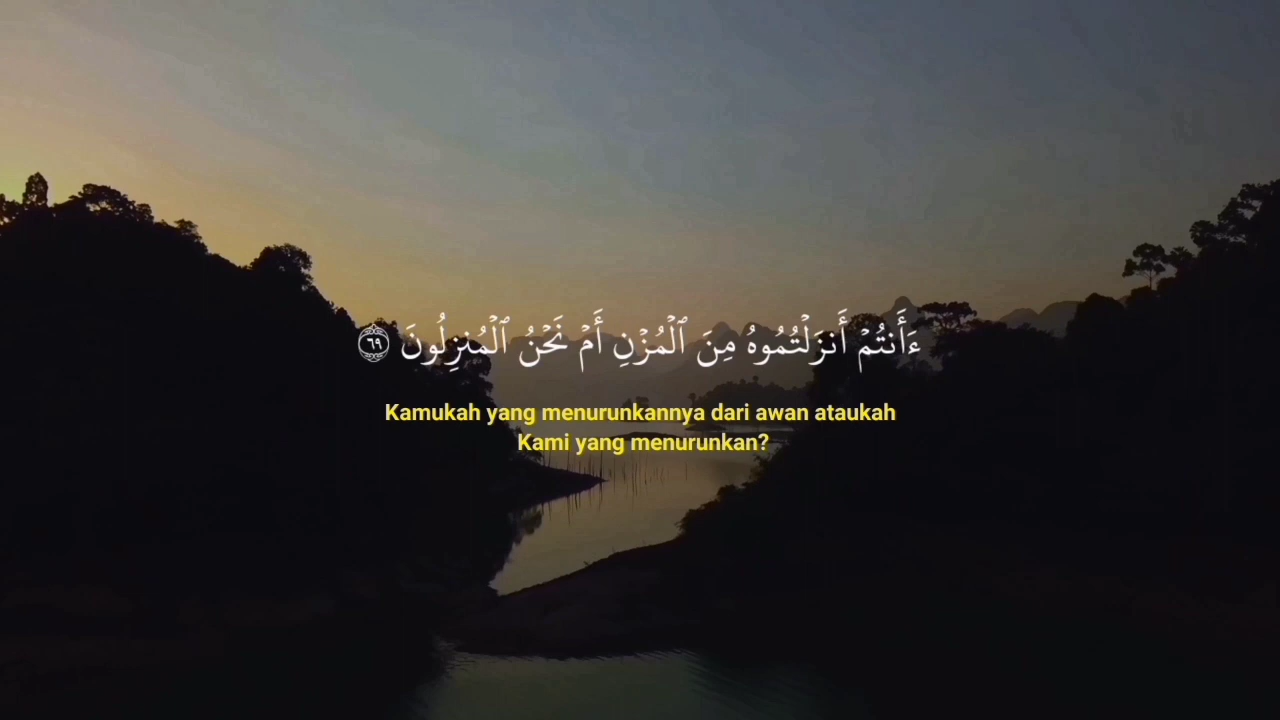 ءَأَنتُمْ أَنزَلْتُمُوهُ مِنَ ٱلْمُزْنِ أَمْ نَحْنُ ٱلْمُنزِلُونَ ٦٩
Kamukah yang menurunkannya dari awan ataukah
Kami yang menurunkan?